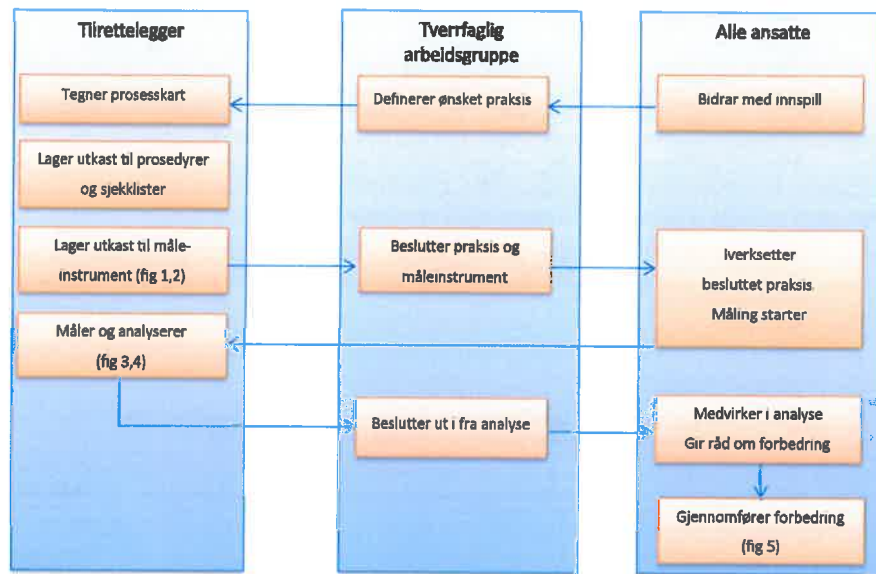 Tilrettelegger
Tegner prosesskart
Lager utkast til prosedyrer
og sjekklister
Lager utkast til måle-
instrument (fig 1,2)
Måler og analyserer
(fig 3,4)
Tverrfaglig
arbeidsgruppe
Definerer ønsket praksis
Beslutter praksis og
måleinstrument
Beslutter ut i fra analyse
Alle ansatte
Bidrar med innspill
Iverksetter
besluttet praksis
Måling starter
Medvirker i analyse
Gir råd om forbedring
Gjennomfører forbedring
(fig 5)